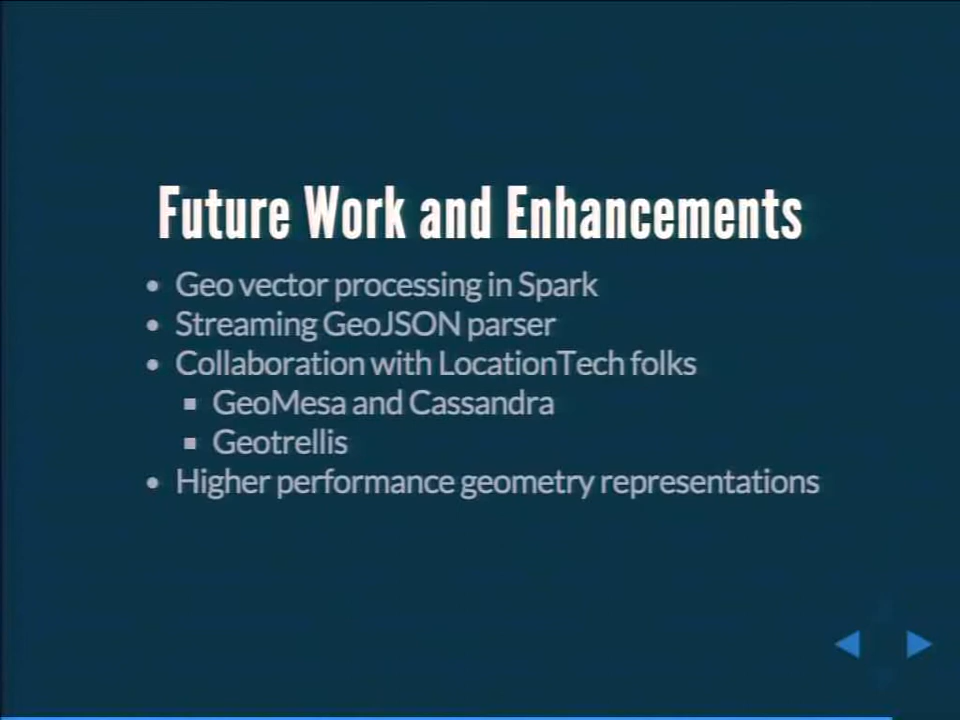 Future Work and Enhancements
Geo vector processing in Spark
Streaming GeoJSON parser
Collaboration with LocationTech folks
GeoMesa and Cassandra
Geotrellis
Higher performance geometry representations